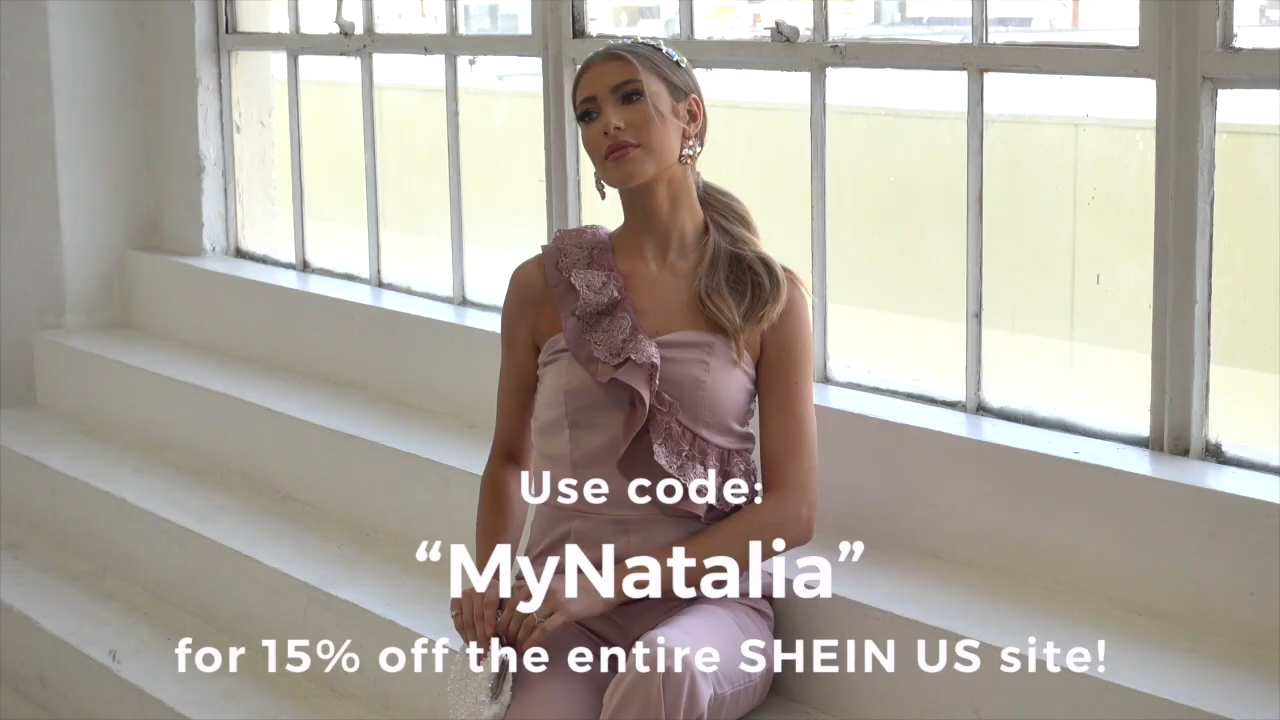 Use code:
“MyNatalia”
for 15% off the entire SHEIN US site!